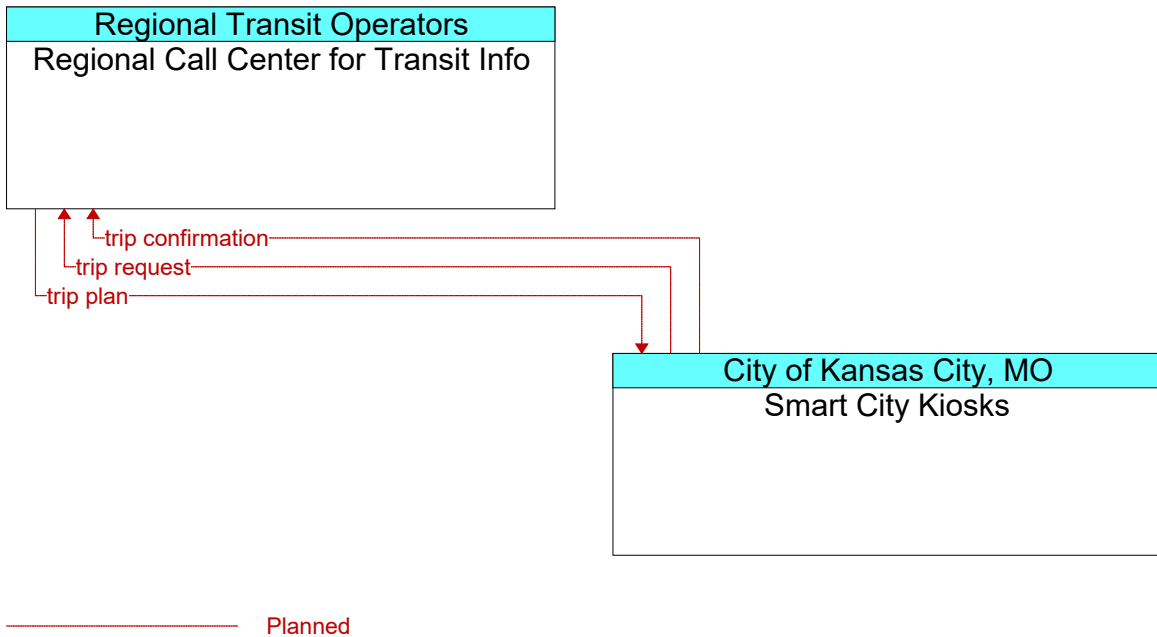 Regional Transit Operators
Regional Call Center for Transit Info
trip confirmation
trip request
trip plan
City of Kansas City, MO
Smart City Kiosks
Planned